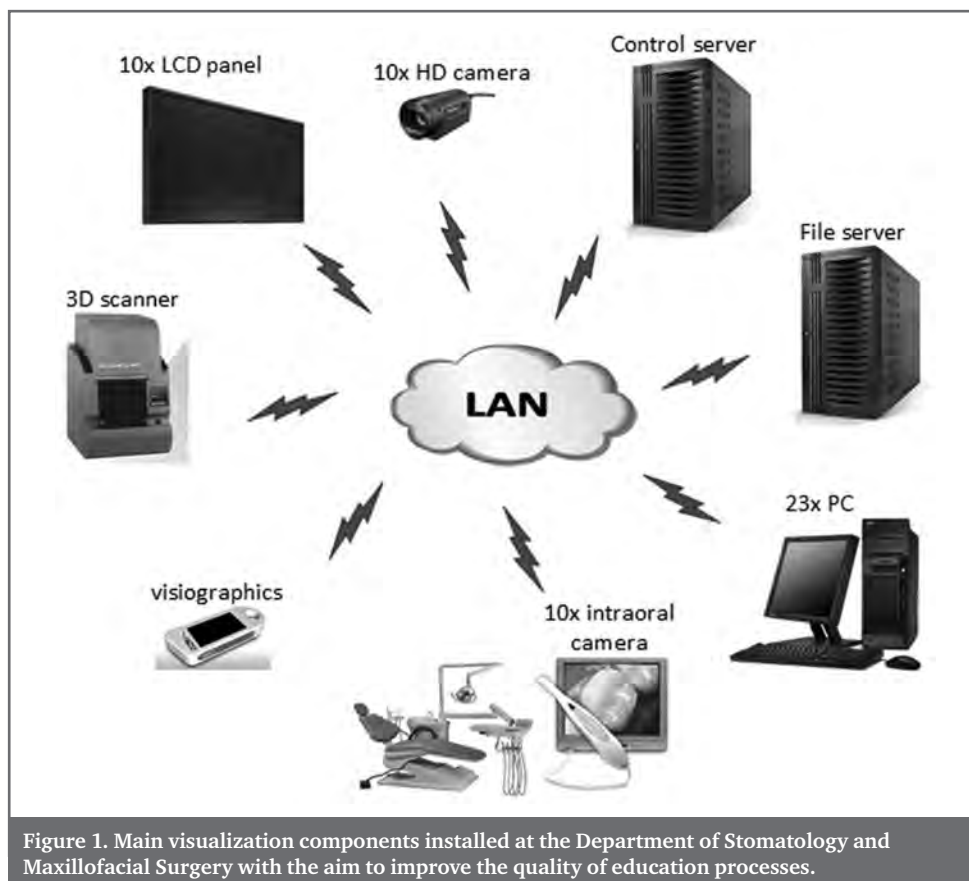 Control server
10x LCD panel
10x HD camera
File server
3D scanner
LAN
23x PC
visiographics
10x intraoral
camera
Figure 1. Main visualization components installed at the Department of Stomatology and
Maxillofacial Surgery with the aim to improve the quality of education processes.